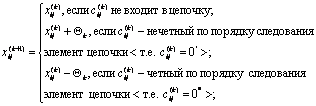 x_{ij}^{(k)}, если c_{ij}^{(k)} не входит в цепочку;
x_{ij}^{(k)} + Θ_k, если c_{ij}^{(k)} - нечетный по порядку следования
x_{ij}^{(k+1)} =
элемент цепочки < т.е. c_{ij}^{(k)} = 0' > ;
x_{ij}^{(k)} − Θ_k, если c_{ij}^{(k)} - четный по порядку следования
элемент цепочки < т.е. c_{ij}^{(k)} = 0* > ;